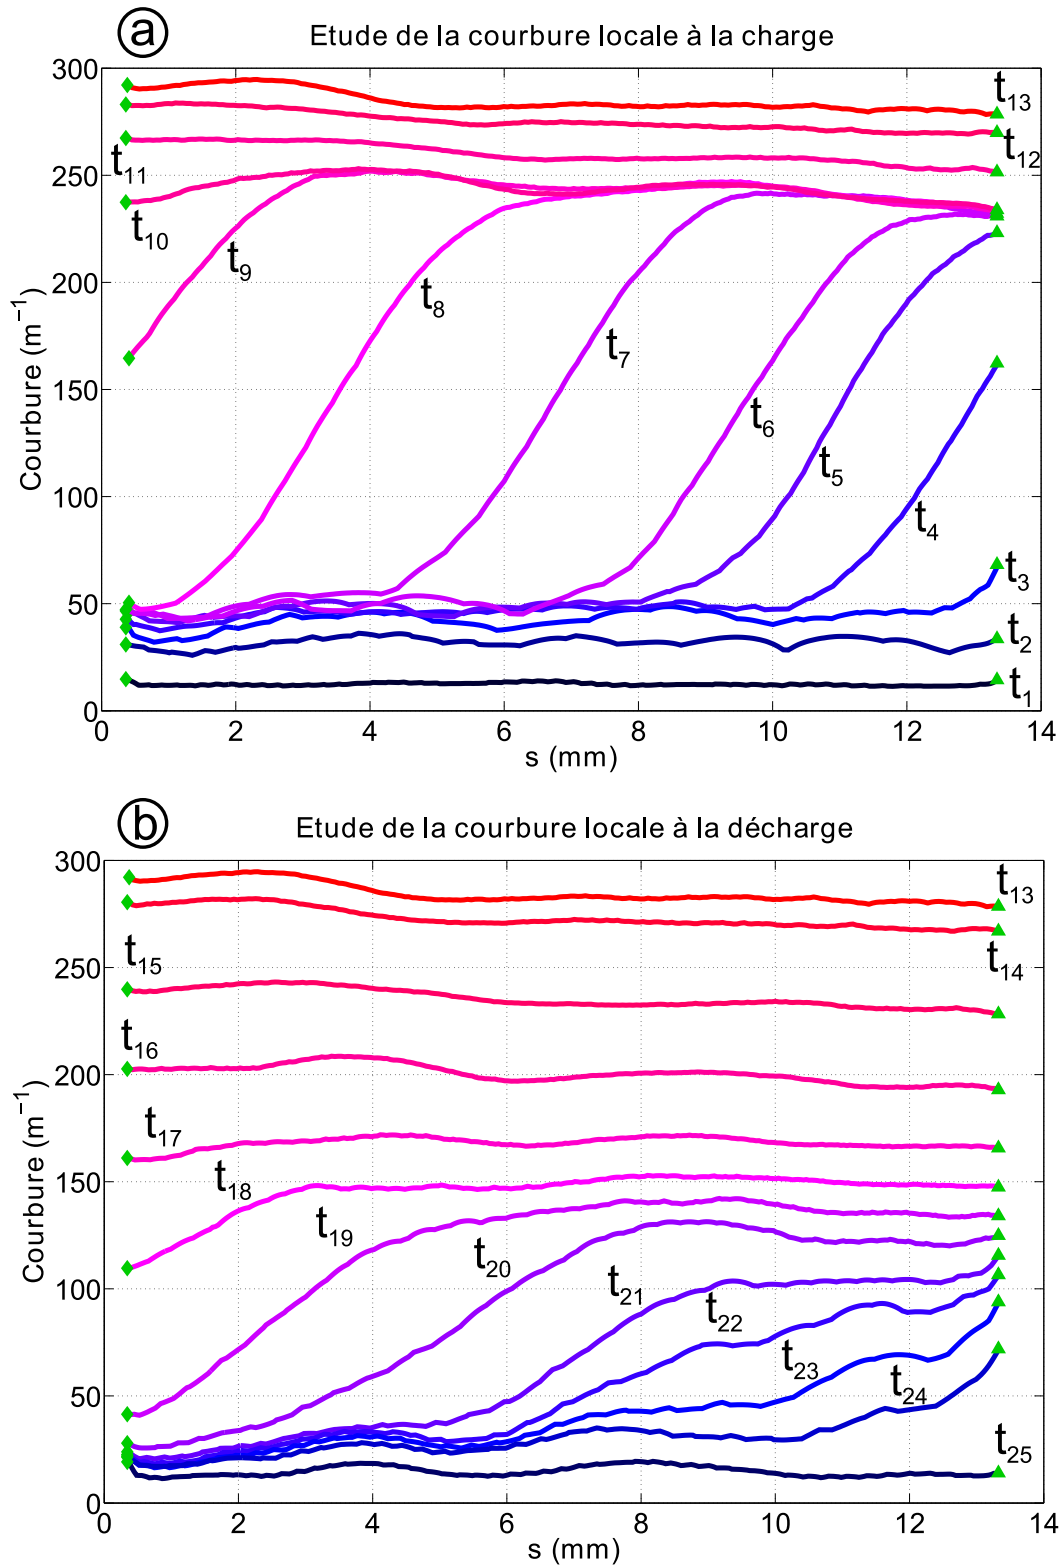 a
Etude de la courbure locale à la charge
300
250
200
150
100
50
0
Courbure (m⁻¹)
t₁₃
t₁₁
t₁₂
t₁₀
t₉
t₈
t₇
t₆
t₅
t₄
t₃
t₂
t₁
0 2 4 6 8 10 12 14
s (mm)
b
Etude de la courbure locale à la décharge
300
250
200
150
100
50
0
Courbure (m⁻¹)
t₁₃
t₁₅
t₁₄
t₁₆
t₁₇
t₁₈
t₁₉
t₂₀
t₂₁
t₂₂
t₂₃
t₂₄
t₂₅
0 2 4 6 8 10 12 14
s (mm)